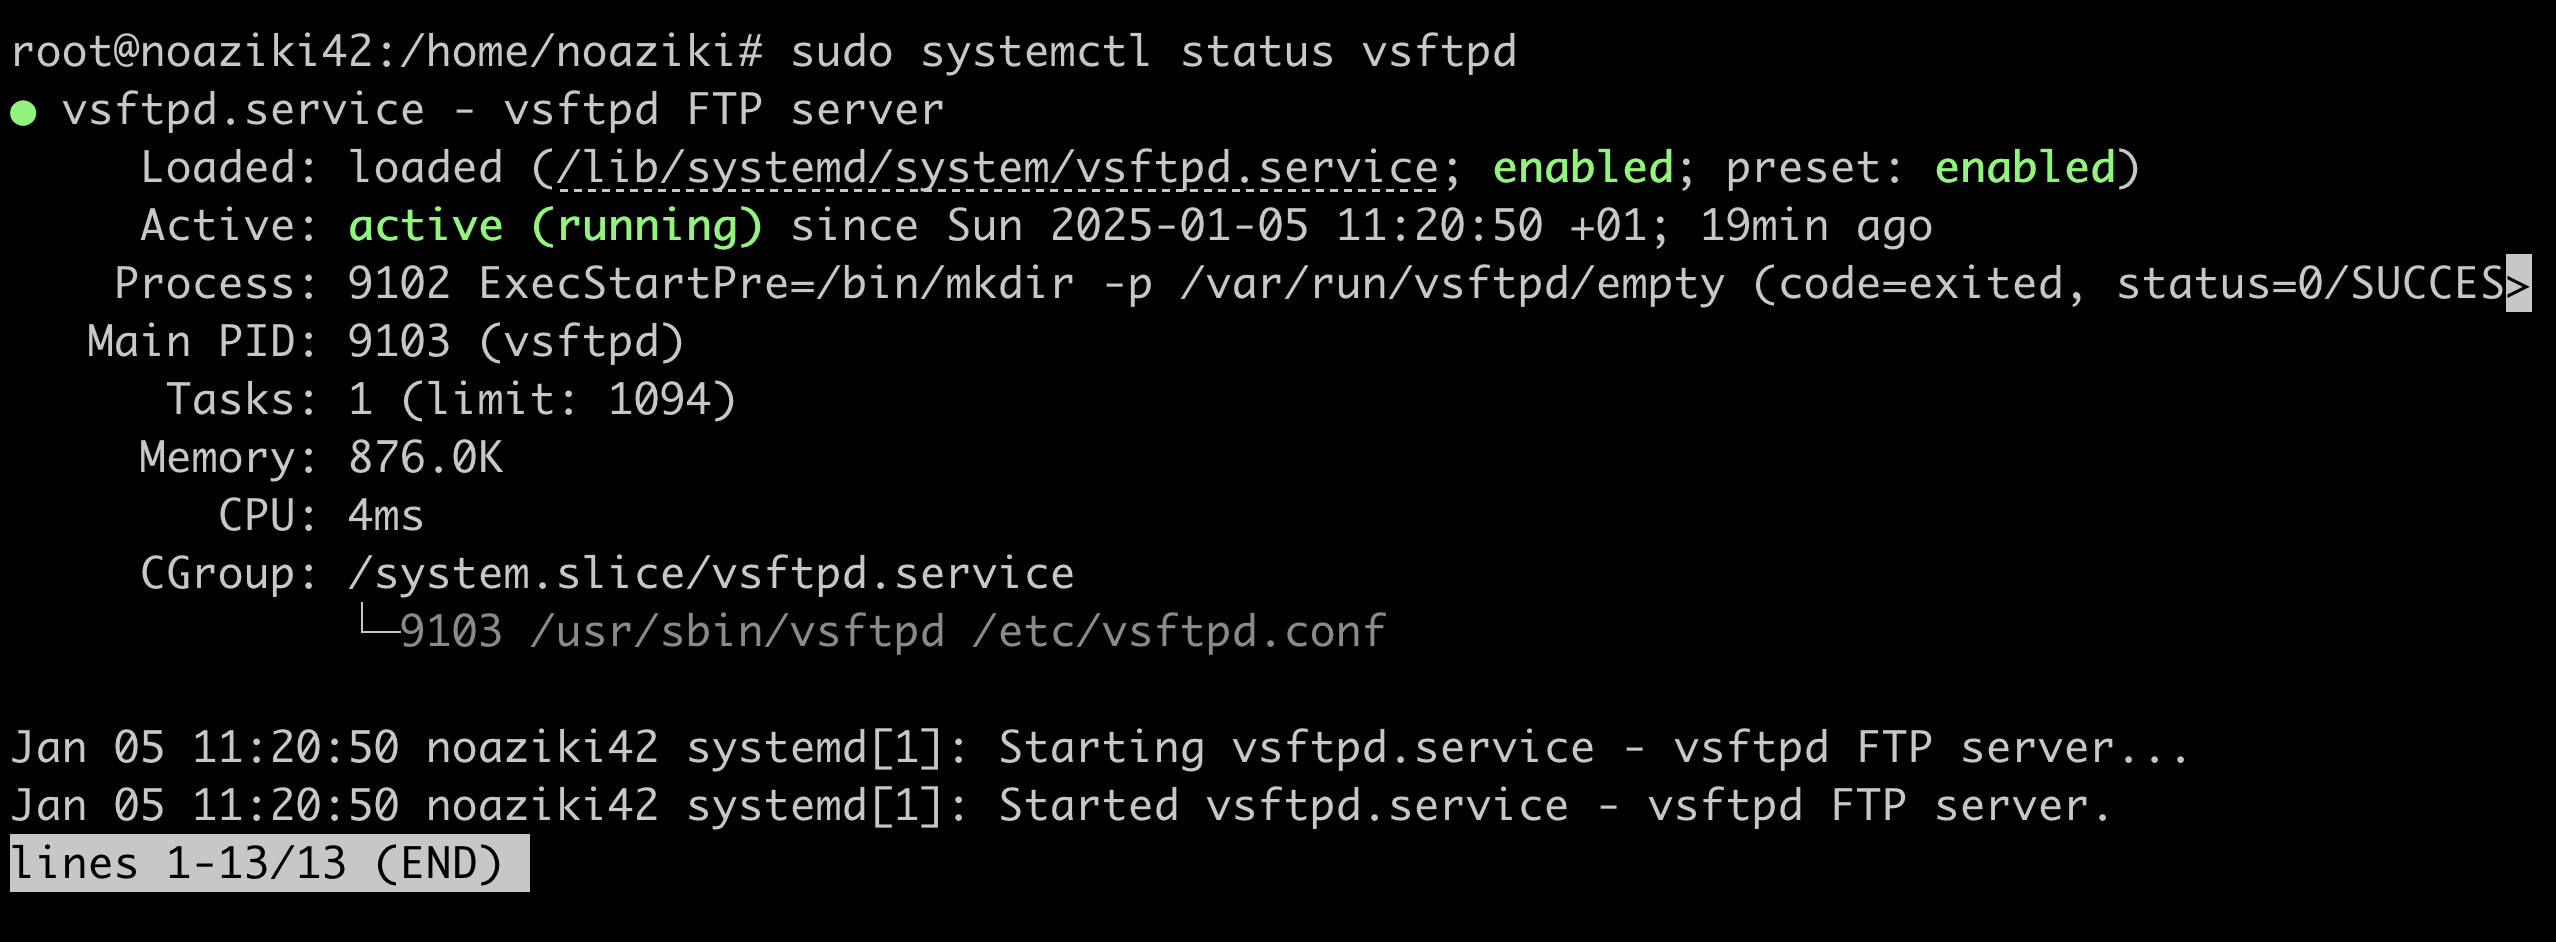 root@noaziki42:/home/noaziki# sudo systemctl status vsftpd
● vsftpd.service - vsftpd FTP server
     Loaded: loaded (/lib/systemd/system/vsftpd.service; enabled; preset: enabled)
     Active: active (running) since Sun 2025-01-05 11:20:50 +01; 19min ago
    Process: 9102 ExecStartPre=/bin/mkdir -p /var/run/vsftpd/empty (code=exited, status=0/SUCCES>
   Main PID: 9103 (vsftpd)
      Tasks: 1 (limit: 1094)
     Memory: 876.0K
        CPU: 4ms
     CGroup: /system.slice/vsftpd.service
             └─9103 /usr/sbin/vsftpd /etc/vsftpd.conf

Jan 05 11:20:50 noaziki42 systemd[1]: Starting vsftpd.service - vsftpd FTP server...
Jan 05 11:20:50 noaziki42 systemd[1]: Started vsftpd.service - vsftpd FTP server.
lines 1-13/13 (END)